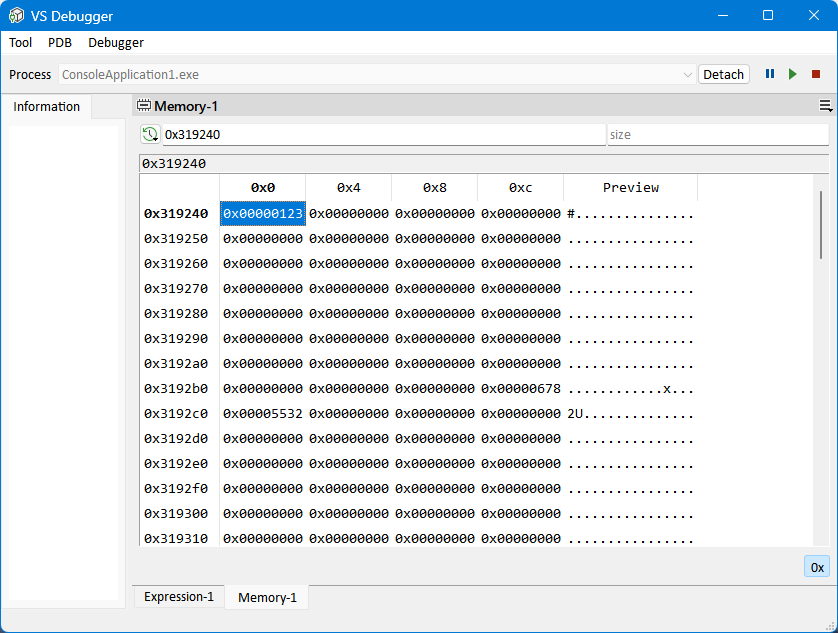 VS Debugger
Tool PDB Debugger
Process ConsoleApplication1.exe Detach
Information
Memory-1
0x319240 size
0x319240
0x0 0x4 0x8 0xc Preview
0x319240 0x00000123 0x00000000 0x00000000 0x00000000 #...............
0x319250 0x00000000 0x00000000 0x00000000 0x00000000 ................
0x319260 0x00000000 0x00000000 0x00000000 0x00000000 ................
0x319270 0x00000000 0x00000000 0x00000000 0x00000000 ................
0x319280 0x00000000 0x00000000 0x00000000 0x00000000 ................
0x319290 0x00000000 0x00000000 0x00000000 0x00000000 ................
0x3192a0 0x00000000 0x00000000 0x00000000 0x00000000 ................
0x3192b0 0x00000000 0x00000000 0x00000000 0x00000678 ............x...
0x3192c0 0x00005532 0x00000000 0x00000000 0x00000000 2U..............
0x3192d0 0x00000000 0x00000000 0x00000000 0x00000000 ................
0x3192e0 0x00000000 0x00000000 0x00000000 0x00000000 ................
0x3192f0 0x00000000 0x00000000 0x00000000 0x00000000 ................
0x319300 0x00000000 0x00000000 0x00000000 0x00000000 ................
0x319310 0x00000000 0x00000000 0x00000000 0x00000000 ................
0x
Expression-1 Memory-1